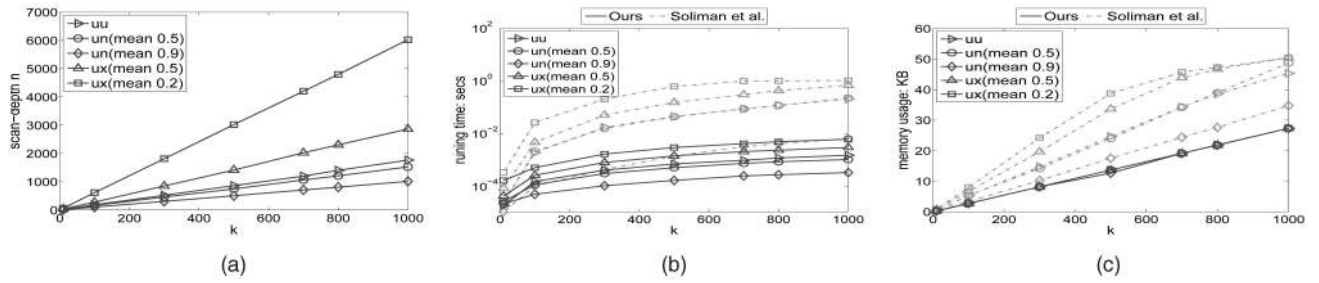 7000
6000
5000
4000
3000
2000
1000
0
scan-deptn n
uu
un(mean 0.5)
un(mean 0.9)
ux(mean 0.5)
ux(mean 0.2)
0
200
400
600
800
1000
k
(a)
Ours
Soliman et al.
10^2
10^0
10^-2
10^-4
runing time: secs
uu
un(mean 0.5)
un(mean 0.9)
ux(mean 0.5)
ux(mean 0.2)
0
200
400
600
800
1000
k
(b)
Ours
Soliman et al.
60
50
40
30
20
10
0
memory usage: KB
uu
un(mean 0.5)
un(mean 0.9)
ux(mean 0.5)
ux(mean 0.2)
0
200
400
600
800
1000
k
(c)